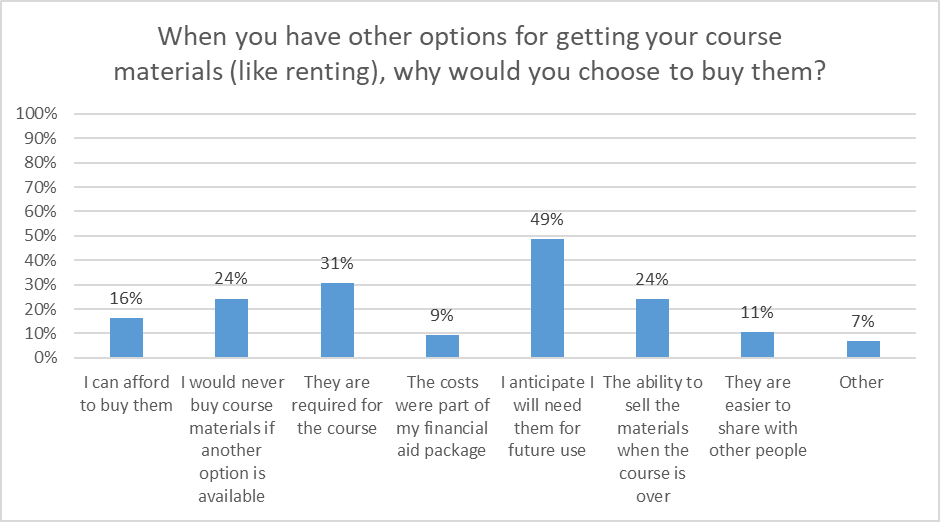 When you have other options for getting your course
materials (like renting), why would you choose to buy them?
100%
90%
80%
70%
60%
50%
40%
30%
20%
10%
0%
16%
24%
31%
9%
49%
24%
11%
7%
I can afford
to buy them
I would never
buy course
materials if
another
option is
available
They are
required for
the course
The costs
were part of
my financial
aid package
I anticipate I
will need
them for
future use
The ability to
sell the
materials
when the
course is
over
They are
easier to
share with
other people
Other